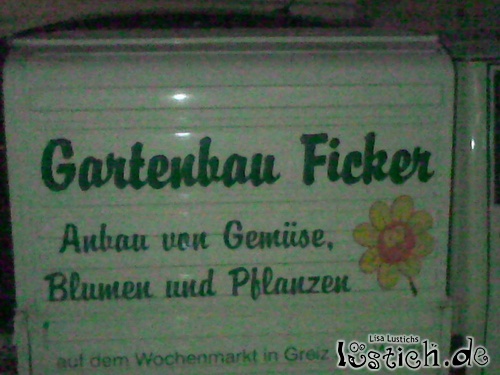 Gartenbau Ficker
Anbau von Gemüse,
Blumen und Pflanzen
auf dem Wochenmarkt in Greiz
Lisa Lustichs
lustich.de